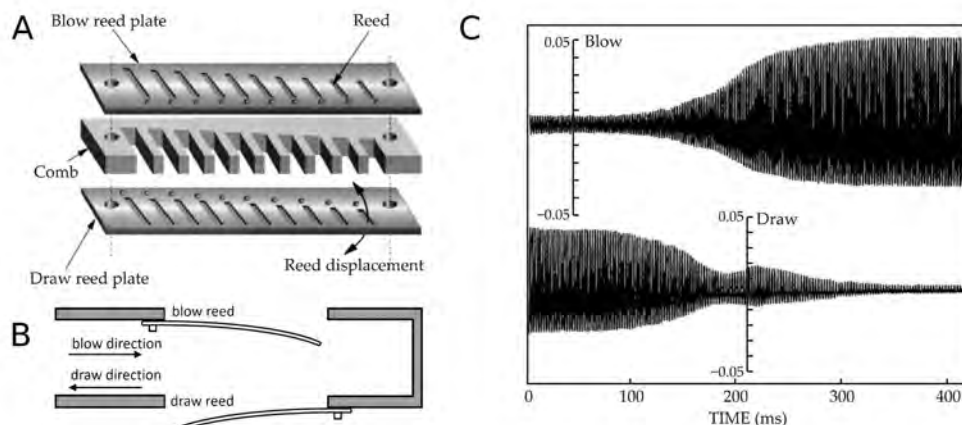 A
Blow reed plate
Reed
Comb
Draw reed plate
Reed displacement
B
blow reed
blow direction
draw direction
draw reed
C
0.05
Blow
−0.05
0.05
Draw
−0.05
0
100
200
300
400
TIME (ms)